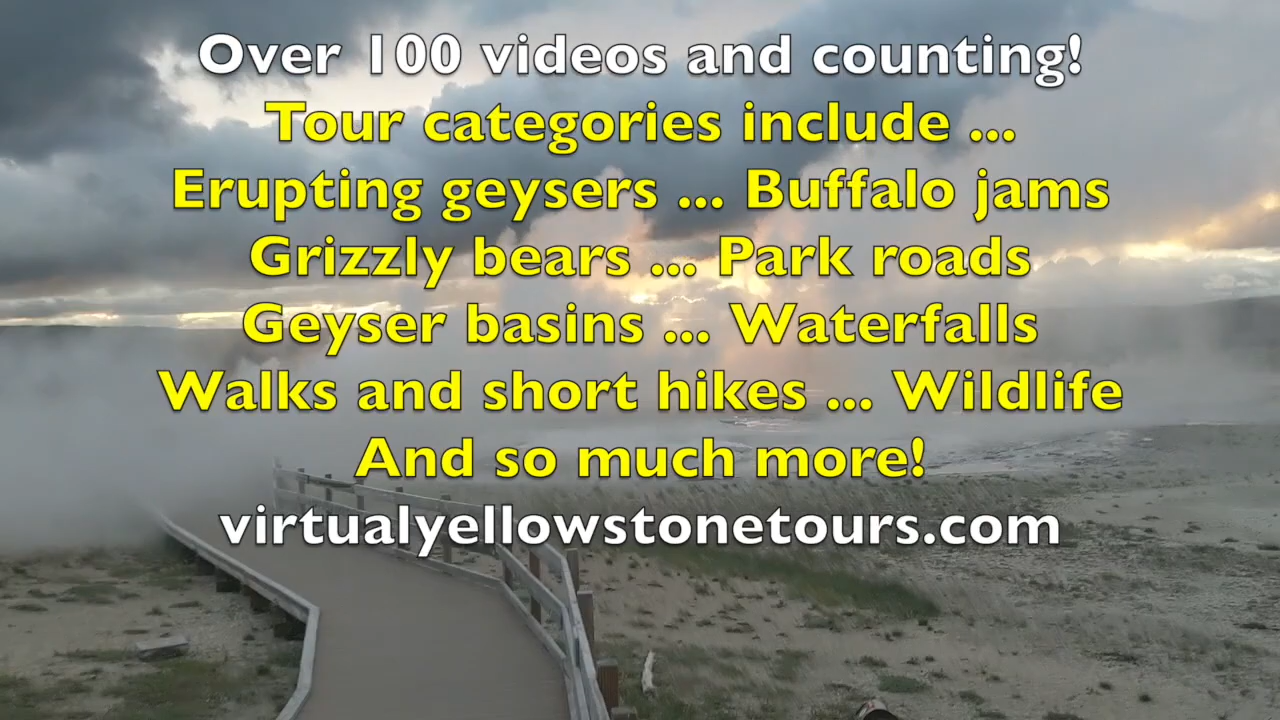 Over 100 videos and counting!
Tour categories include ...
Erupting geysers ... Buffalo jams
Grizzly bears ... Park roads
Geyser basins ... Waterfalls
Walks and short hikes ... Wildlife
And so much more!
virtualyellowstonetours.com